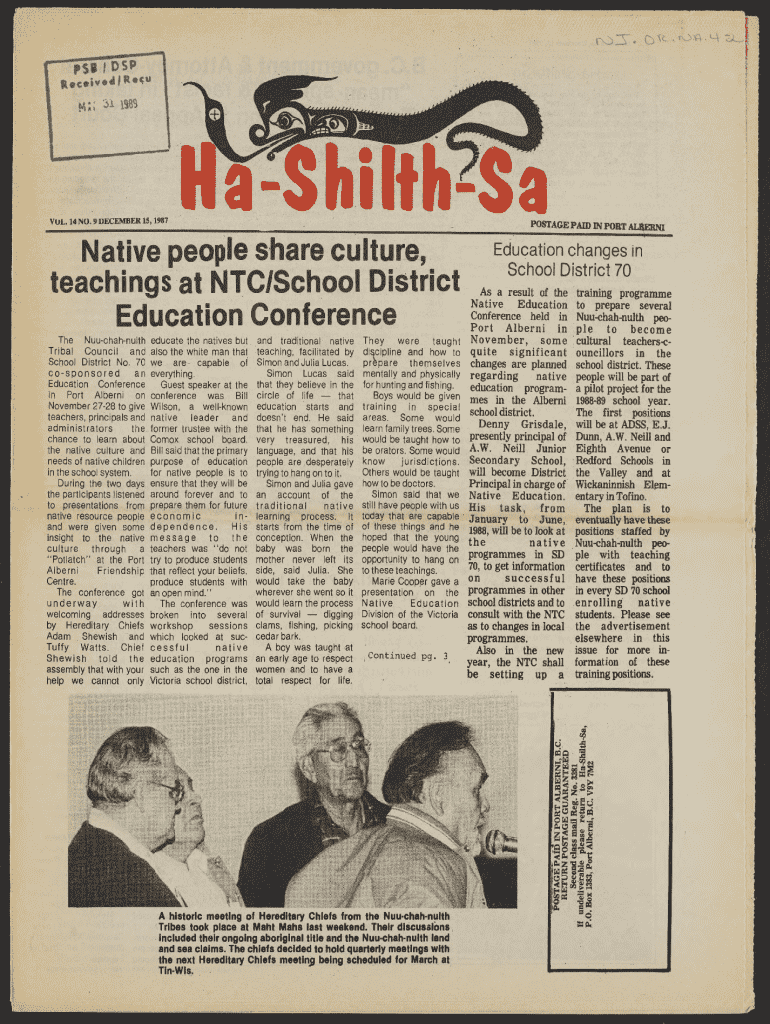 NI.OR.NA.42
PSB / DSP
Received/Reçu
31 1989
Ha-Shilth-Sa
VOL. 14 NO. 9 DECEMBER 15, 1987
POSTAGE PAID IN PORT ALBERNI
Native people share culture,
teachings at NTC/School District
Education Conference
The Nuu-chah-nulth
Tribal Council and
School District No. 70
co-sponsored an
Education Conference
in Port Alberni on
November 27-28 to give
teachers, principals and
administrators the
chance to learn about
the native culture and
needs of native children
in the school system.
During the two days
the participants listened
to presentations from
native resource people
and were given some
insight to the native
culture through a
"Potlatch" at the Port
Alberni Friendship
Centre.
The conference got
underway with
welcoming addresses
by Hereditary Chiefs
Adam Shewish and
Tuffy Watts. Chief
Shewish told the
assembly that with your
help we cannot only
educate the natives but
also the white man that
we are capable of
everything.
Guest speaker at the
conference was Bill
Wilson, a well-known
native leader and
former trustee with the
Comox school board.
Bill said that the primary
purpose of education
for native people is to
ensure that they will be
around forever and to
prepare them for future
economic in-
dependence. His
message to the
teachers was "do not
try to produce students
that reflect your beliefs,
produce students with
an open mind."
The conference was
broken into several
workshop sessions
which looked at suc-
cessful native
education programs
such as the one in the
Victoria school district,
and traditional native
teaching, facilitated by
Simon and Julia Lucas.
Simon Lucas said
that they believe in the
circle of life — that
education starts and
doesn't end. He said
that he has something
very treasured, his
language, and that his
people are desperately
trying to hang on to it.
Simon and Julia gave
an account of the
traditional native
learning process. It
starts from the time of
conception. When the
baby was born the
mother never left its
side, said Julia. She
would take the baby
wherever she went so it
would learn the process
of survival — digging
clams, fishing, picking
cedar bark.
A boy was taught at
an early age to respect
women and to have a
total respect for life.
They were taught
discipline and how to
prepare themselves
mentally and physically
for hunting and fishing.
Boys would be given
training in special
areas. Some would
learn family trees. Some
would be taught how to
be orators. Some would
know jurisdictions.
Others would be taught
how to be doctors.
Simon said that we
still have people with us
today that are capable
of these things and he
hoped that the young
people would have the
opportunity to hang on
to these teachings.
Marie Cooper gave a
presentation on the
Native Education
Division of the Victoria
school board.
Continued pg. 3
Education changes in
School District 70
As a result of the
Native Education
Conference held in
Port Alberni in
November, some
quite significant
changes are planned
regarding native
education program-
mes in the Alberni
school district.
Denny Grisdale,
presently principal of
A.W. Neill Junior
Secondary School,
will become District
Principal in charge of
Native Education.
His task, from
January to June,
1988, will be to look at
the native
programmes in SD
70, to get information
on successful
programmes in other
school districts and to
consult with the NTC
as to changes in local
programmes.
Also in the new
year, the NTC shall
be setting up a
training programme
to prepare several
Nuu-chah-nulth peo-
ple to become
cultural teachers-c-
ouncillors in the
school district. These
people will be part of
a pilot project for the
1988-89 school year.
The first positions
will be at ADSS, E.J.
Dunn, A.W. Neill and
Eighth Avenue or
Redford Schools in
the Valley and at
Wickaninnish Elem-
entary in Tofino.
The plan is to
eventually have these
positions staffed by
Nuu-chah-nulth peo-
ple with teaching
certificates and to
have these positions
in every SD 70 school
enrolling native
students. Please see
the advertisement
elsewhere in this
issue for more in-
formation of these
training positions.
A historic meeting of Hereditary Chiefs from the Nuu-chah-nulth
Tribes took place at Maht Mahs last weekend. Their discussions
included their ongoing aboriginal title and the Nuu-chah-nulth land
and sea claims. The chiefs decided to hold quarterly meetings with
the next Hereditary Chiefs meeting being scheduled for March at
Tin-Wis.
POSTAGE PAID IN PORT ALBERNI, B.C.
RETURN POSTAGE GUARANTEED
Second class mail Reg. No. 3381
If undeliverable please return to Ha-Shilth-Sa,
P.O. Box 1383, Port Alberni, B.C. V9Y 7M2